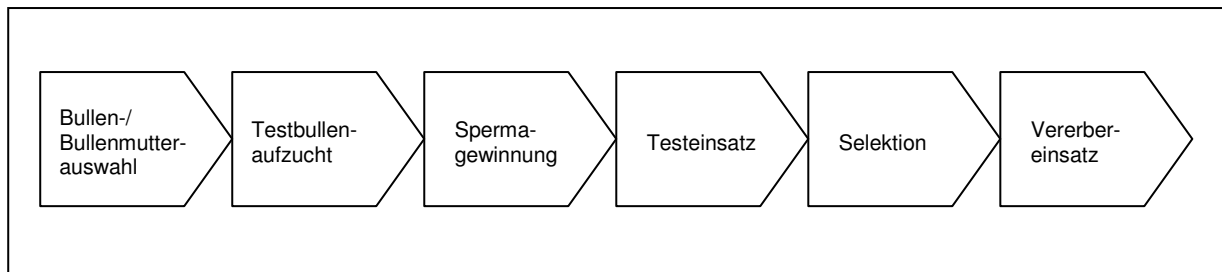 Bullen-/
Bullenmutter-
auswahl
Testbullen-
aufzucht
Sperma-
gewinnung
Testeinsatz
Selektion
Vererber-
einsatz